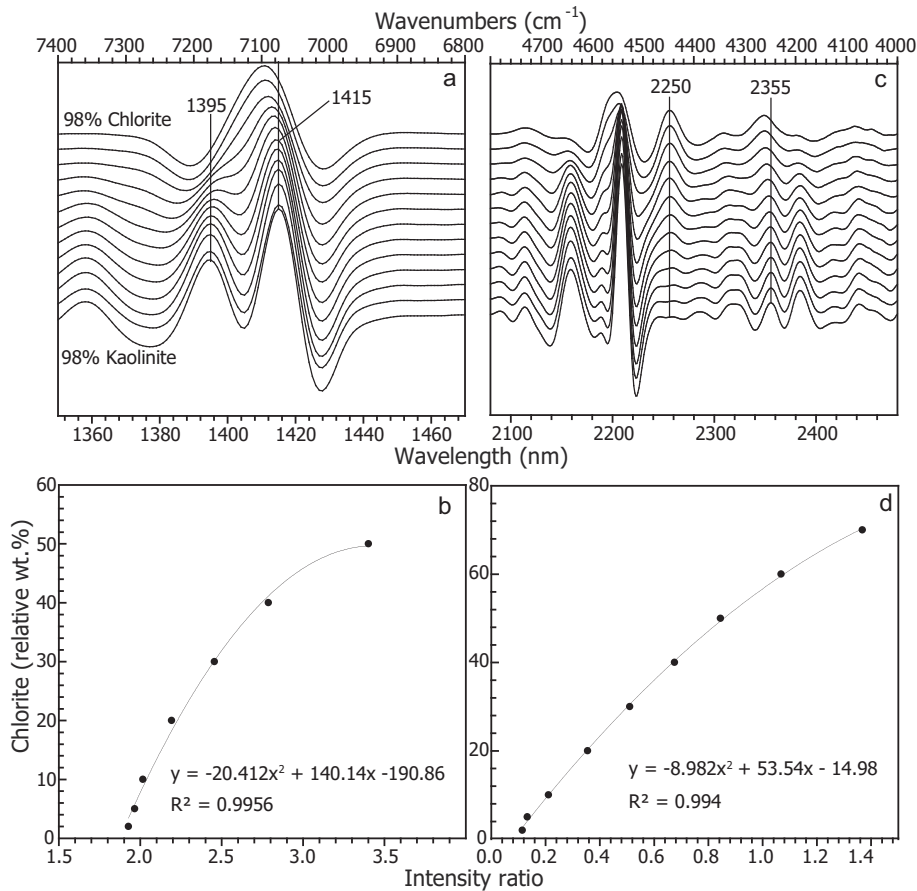 Wavenumbers (cm⁻¹)
7400 7300 7200 7100 7000 6900 6800
4700 4600 4500 4400 4300 4200 4100 4000
a
c
1395
1415
2250
2355
98% Chlorite
98% Kaolinite
1360 1380 1400 1420 1440 1460
2100 2200 2300 2400
Wavelength (nm)
Chlorite (relative wt.%)
60
50
40
30
20
10
0
b
y = -20.412x² + 140.14x -190.86
R² = 0.9956
1.5 2.0 2.5 3.0 3.5 4.0
80
60
40
20
0
d
y = -8.982x² + 53.54x - 14.98
R² = 0.994
0.0 0.2 0.4 0.6 0.8 1.0 1.2 1.4
Intensity ratio